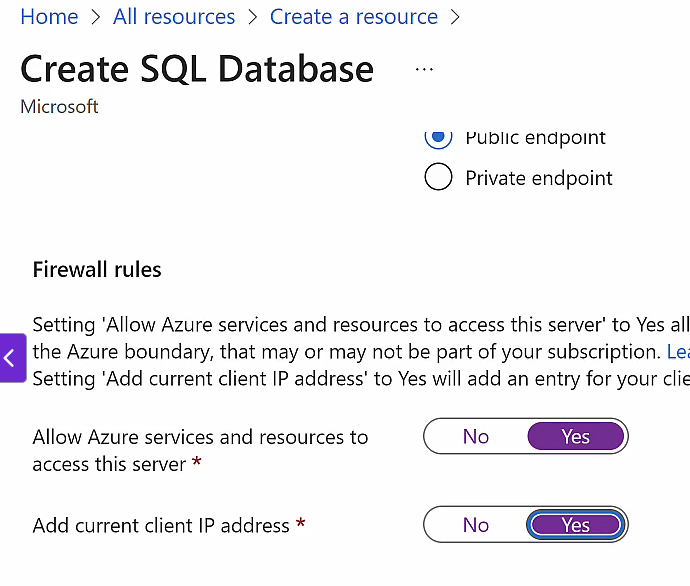 Home > All resources > Create a resource >
Create SQL Database ...
Microsoft
Public endpoint
Private endpoint
Firewall rules
Setting 'Allow Azure services and resources to access this server' to Yes all
the Azure boundary, that may or may not be part of your subscription. Lea
Setting 'Add current client IP address' to Yes will add an entry for your clie
Allow Azure services and resources to
access this server *
No Yes
Add current client IP address *
No Yes